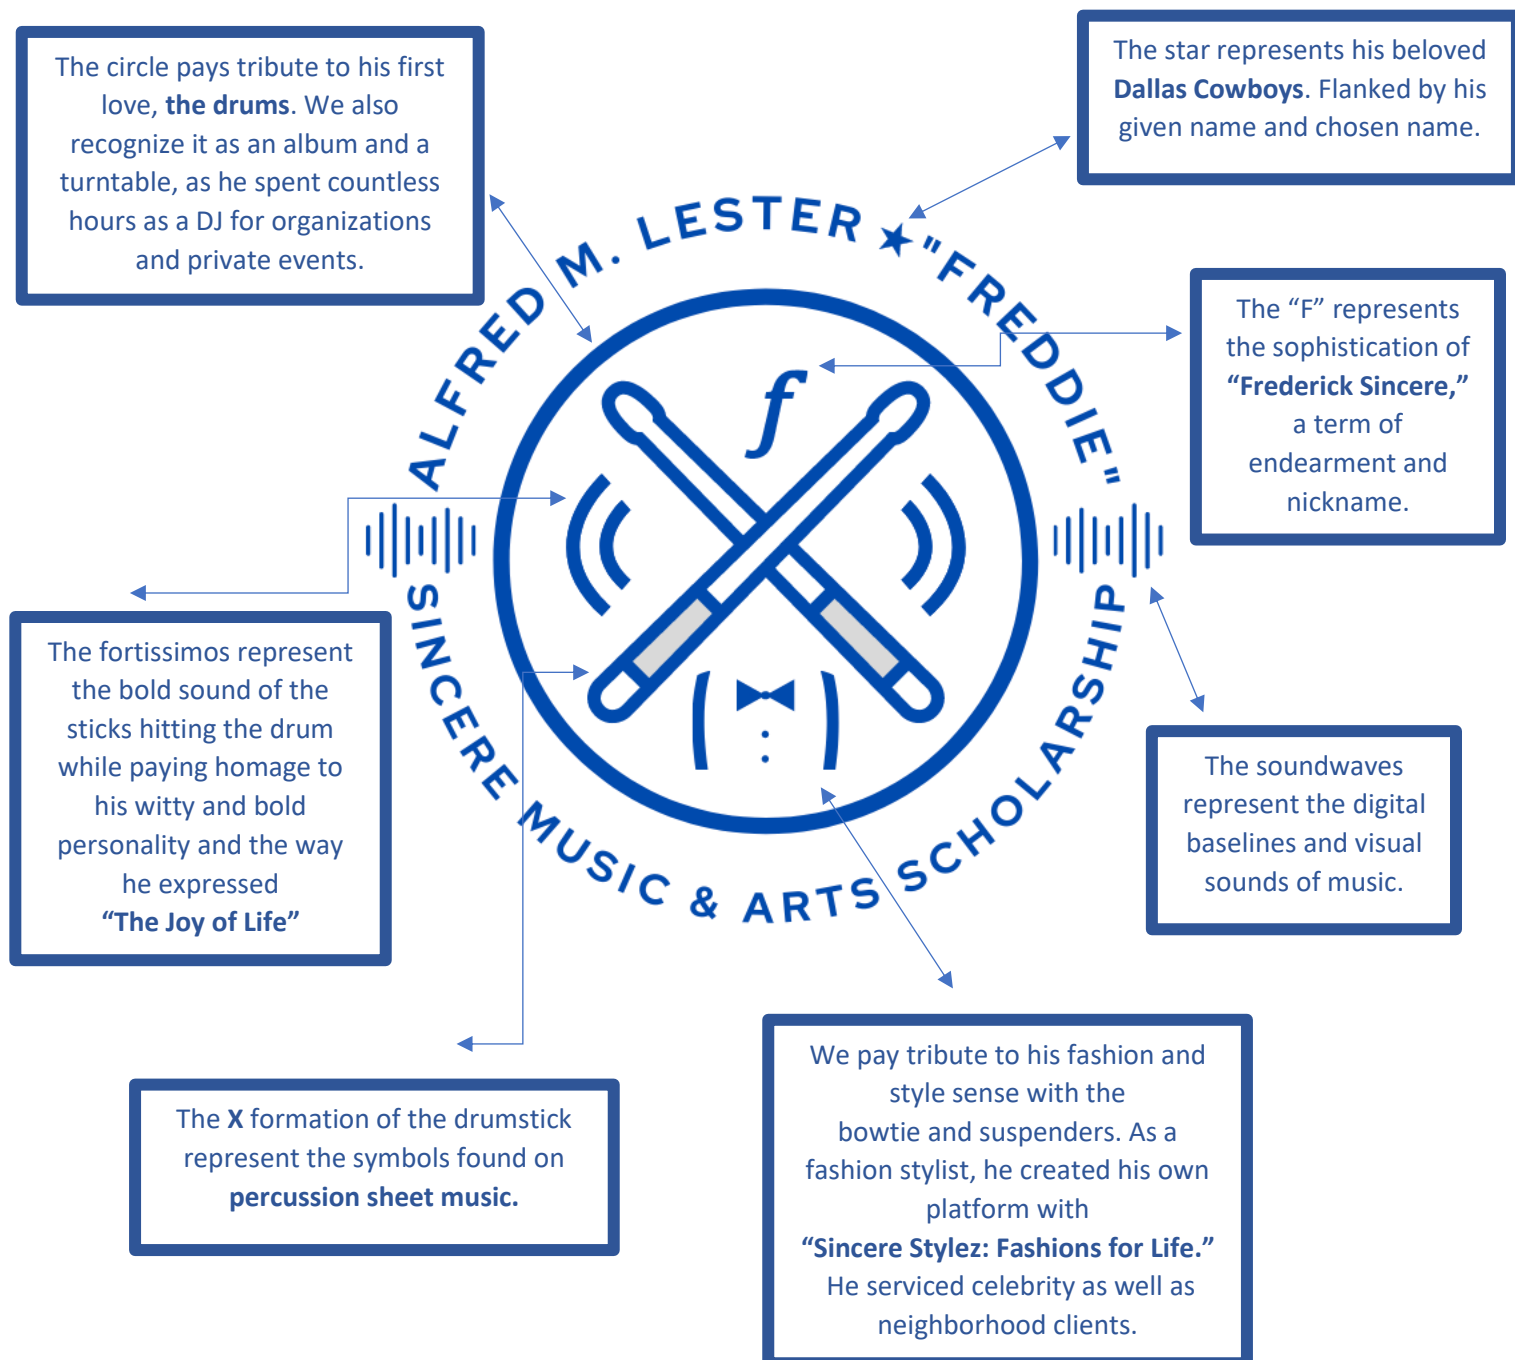 The circle pays tribute to his first
love, the drums. We also
recognize it as an album and a
turntable, as he spent countless
hours as a DJ for organizations
and private events.
The star represents his beloved
Dallas Cowboys. Flanked by his
given name and chosen name.
ALFRED M. LESTER ★ "FREDDIE"
f
The “F” represents
the sophistication of
“Frederick Sincere,”
a term of
endearment and
nickname.
SINCERE MUSIC & ARTS SCHOLARSHIP
The fortissimos represent
the bold sound of the
sticks hitting the drum
while paying homage to
his witty and bold
personality and the way
he expressed
“The Joy of Life”
The soundwaves
represent the digital
baselines and visual
sounds of music.
The X formation of the drumstick
represent the symbols found on
percussion sheet music.
We pay tribute to his fashion and
style sense with the
bowtie and suspenders. As a
fashion stylist, he created his own
platform with
“Sincere Stylez: Fashions for Life.”
He serviced celebrity as well as
neighborhood clients.